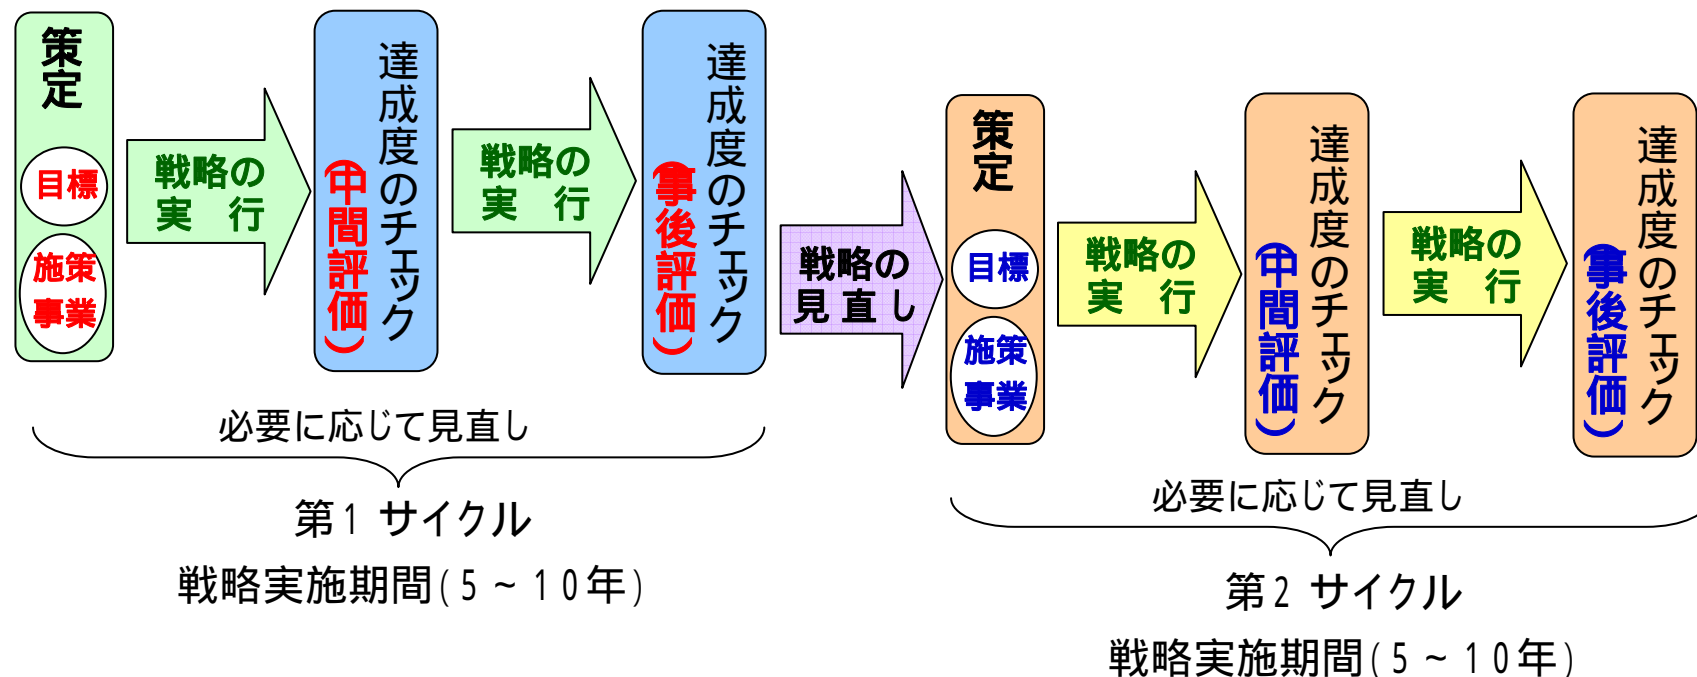 策定
目標
施策
事業
戦略の
実　行
達成度のチェック
(中間評価)
戦略の
実　行
達成度のチェック
(事後評価)
必要に応じて見直し
第1 サイクル
戦略実施期間(5 ~ 10年)
戦略の
見直し
策定
目標
施策
事業
戦略の
実　行
達成度のチェック
(中間評価)
戦略の
実　行
達成度のチェック
(事後評価)
必要に応じて見直し
第2 サイクル
戦略実施期間(5 ~ 10年)